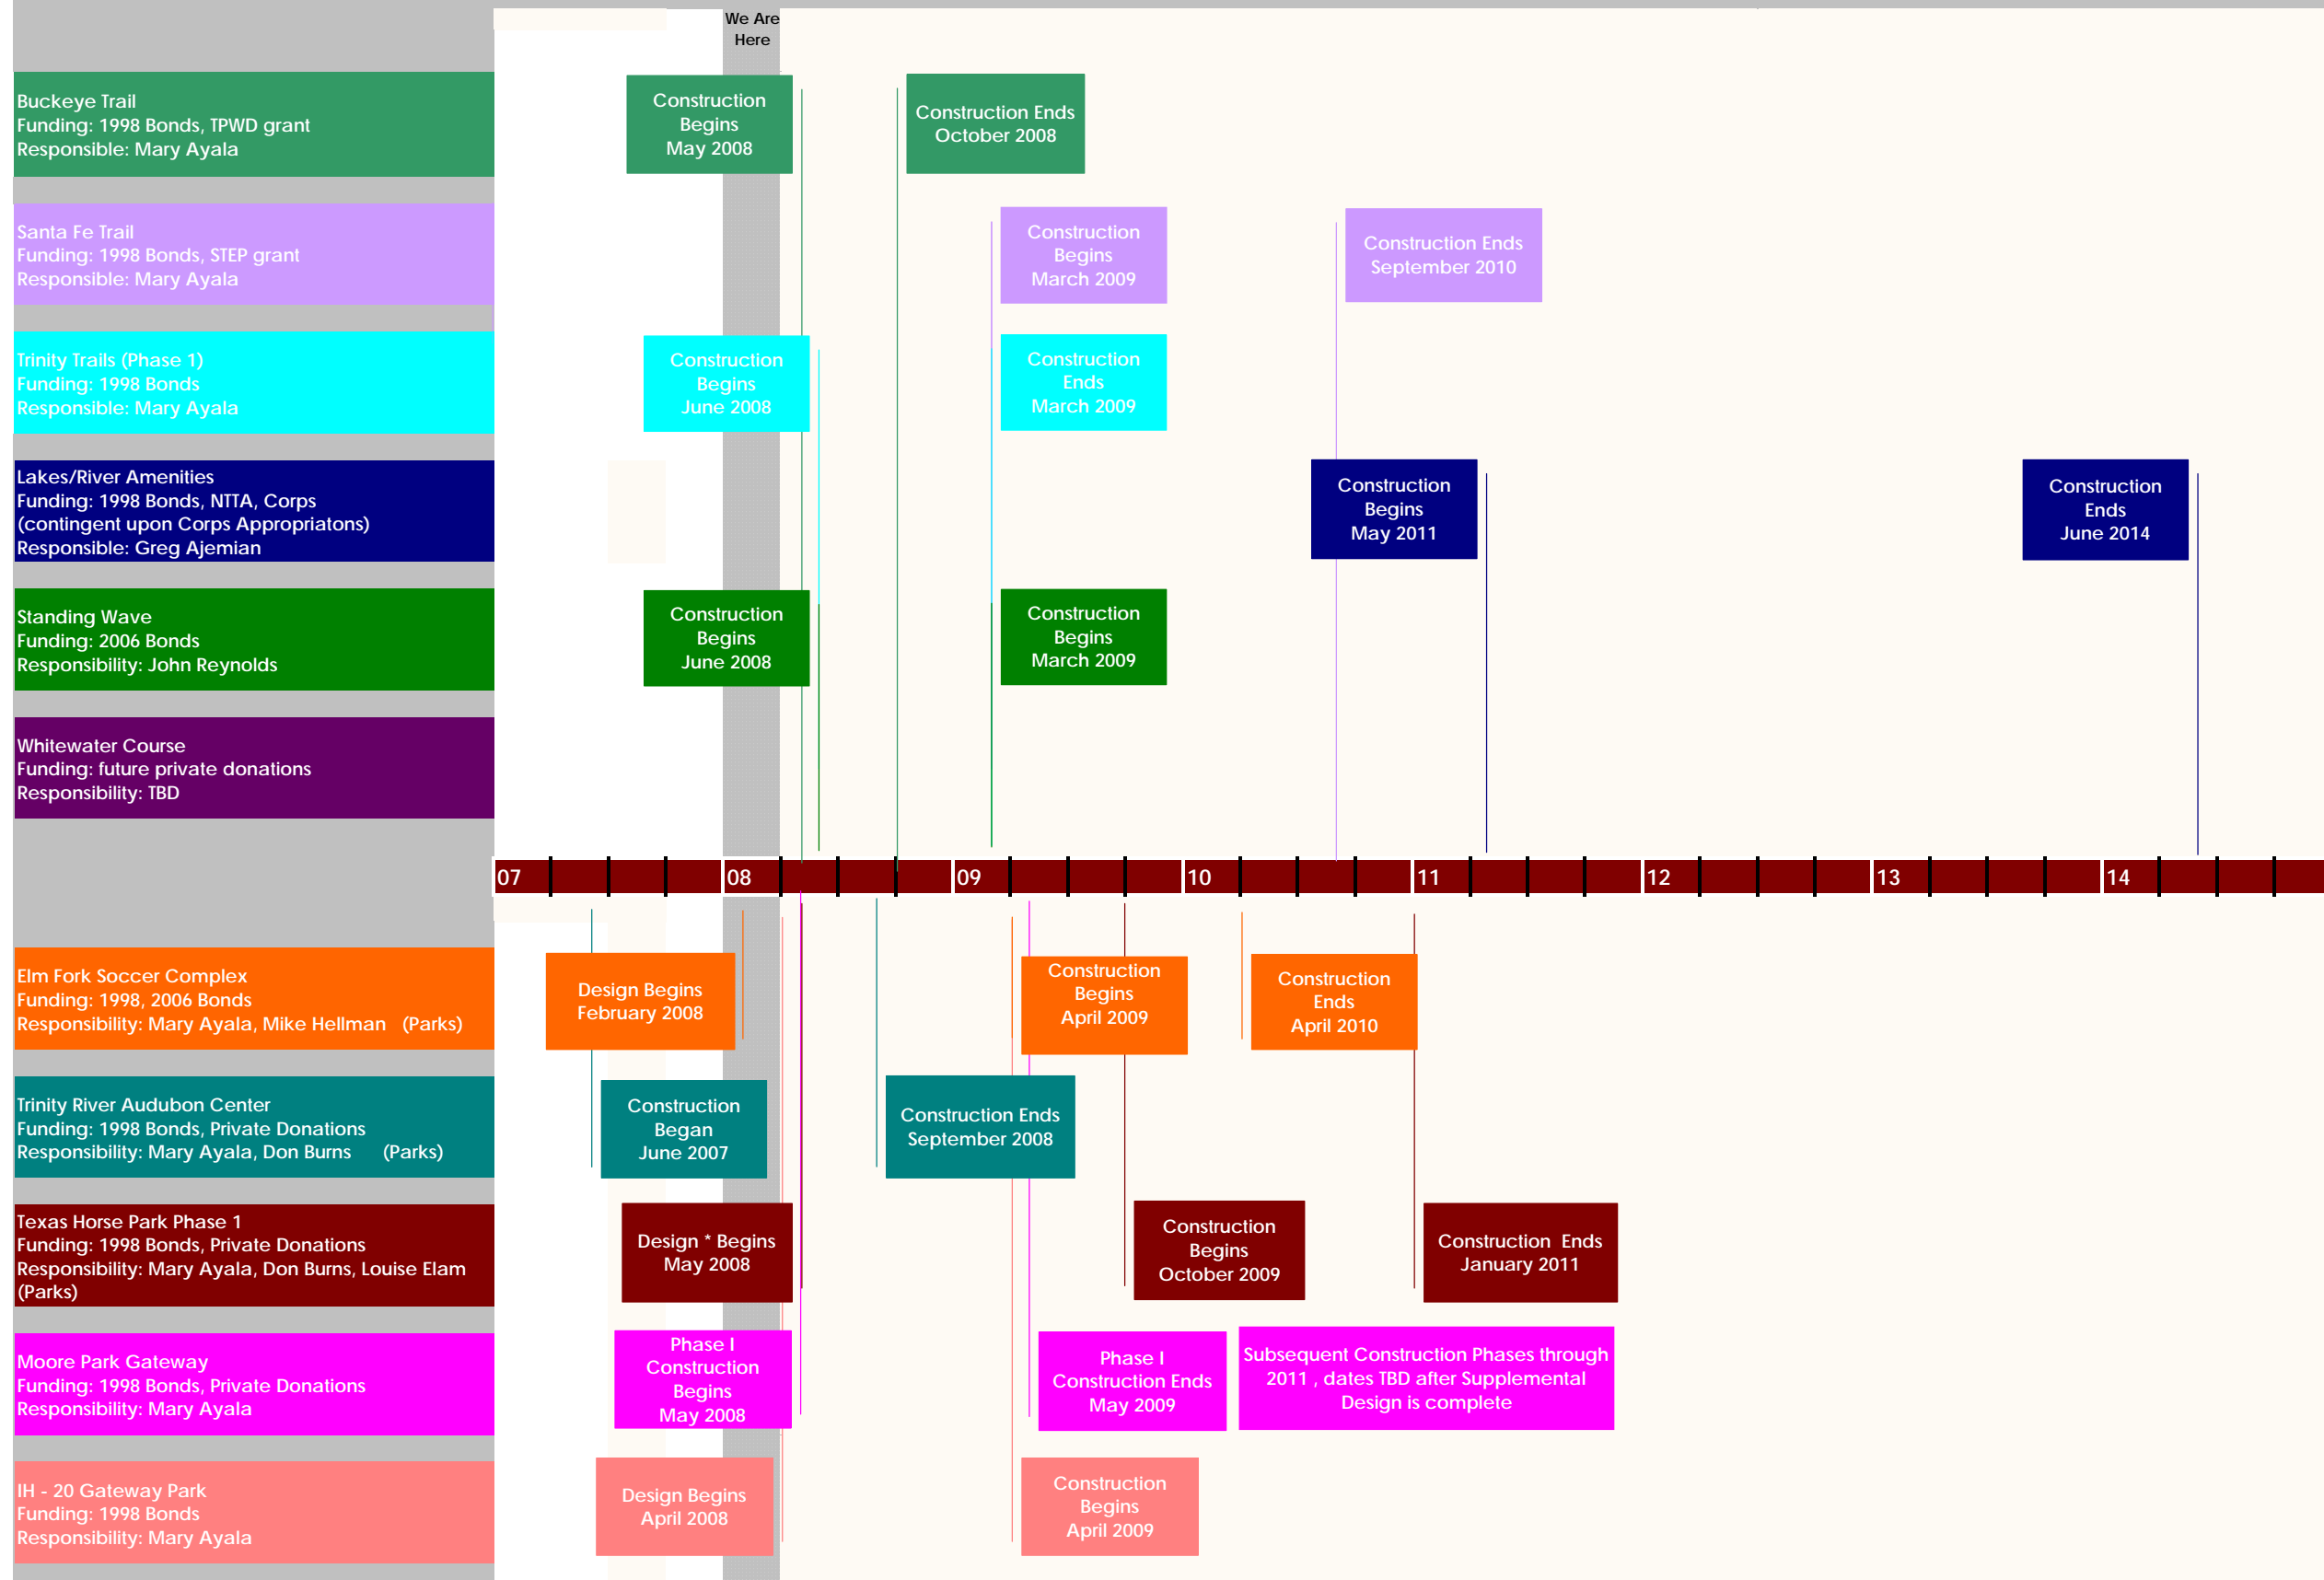 We Are
Here
Buckeye Trail
Funding: 1998 Bonds, TPWD grant
Responsible: Mary Ayala
Construction
Begins
May 2008
Construction Ends
October 2008
Santa Fe Trail
Funding: 1998 Bonds, STEP grant
Responsible: Mary Ayala
Construction
Begins
March 2009
Construction Ends
September 2010
Trinity Trails (Phase 1)
Funding: 1998 Bonds
Responsible: Mary Ayala
Construction
Begins
June 2008
Construction
Ends
March 2009
Lakes/River Amenities
Funding: 1998 Bonds, NTTA, Corps
(contingent upon Corps Appropriatons)
Responsible: Greg Ajemian
Construction
Begins
May 2011
Construction
Ends
June 2014
Standing Wave
Funding: 2006 Bonds
Responsibility: John Reynolds
Construction
Begins
June 2008
Construction
Begins
March 2009
Whitewater Course
Funding: future private donations
Responsibility: TBD
07 08 09 10 11 12 13 14
Elm Fork Soccer Complex
Funding: 1998, 2006 Bonds
Responsibility: Mary Ayala, Mike Hellman (Parks)
Design Begins
February 2008
Construction
Begins
April 2009
Construction
Ends
April 2010
Trinity River Audubon Center
Funding: 1998 Bonds, Private Donations
Responsibility: Mary Ayala, Don Burns (Parks)
Construction
Began
June 2007
Construction Ends
September 2008
Texas Horse Park Phase 1
Funding: 1998 Bonds, Private Donations
Responsibility: Mary Ayala, Don Burns, Louise Elam
(Parks)
Design * Begins
May 2008
Construction
Begins
October 2009
Construction Ends
January 2011
Moore Park Gateway
Funding: 1998 Bonds, Private Donations
Responsibility: Mary Ayala
Phase I
Construction
Begins
May 2008
Phase I
Construction Ends
May 2009
Subsequent Construction Phases through
2011 , dates TBD after Supplemental
Design is complete
IH - 20 Gateway Park
Funding: 1998 Bonds
Responsibility: Mary Ayala
Design Begins
April 2008
Construction
Begins
April 2009